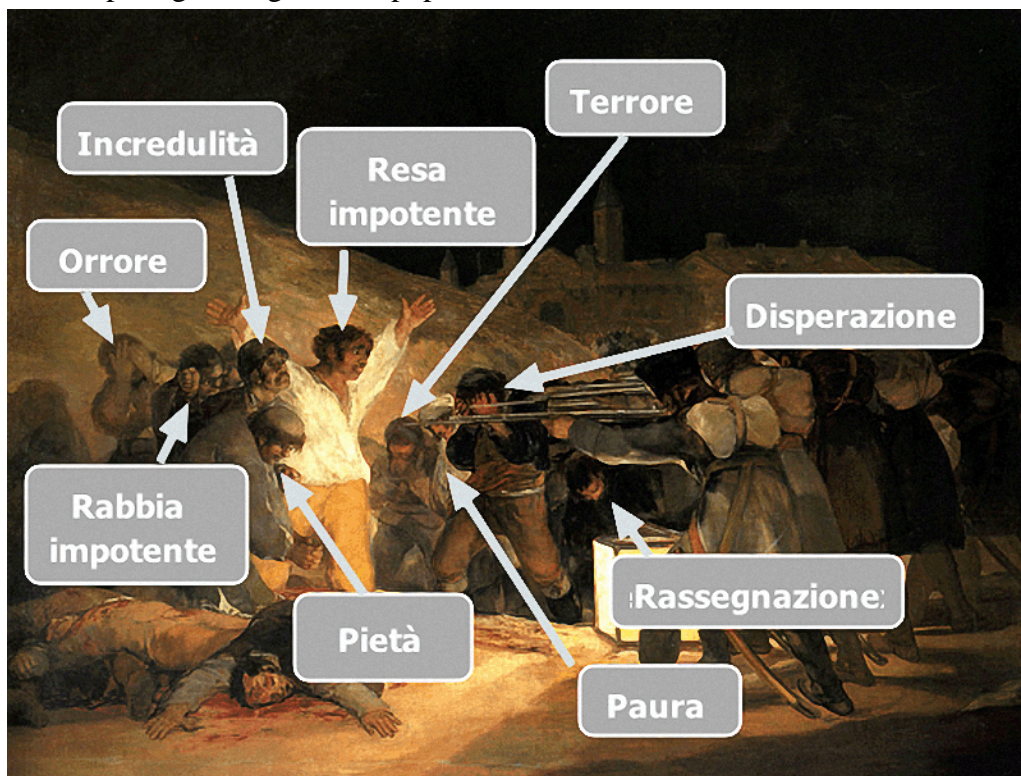 Terrore
Incredulità
Resa
impotente
Orrore
Disperazione
Rabbia
impotente
:Rassegnazione:
Pietà
Paura